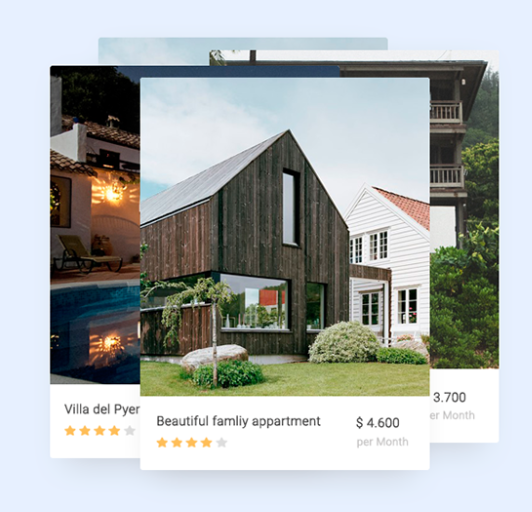 Villa del Pyer
Beautiful famliy appartment
$ 4.600
per Month
3.700
er Month